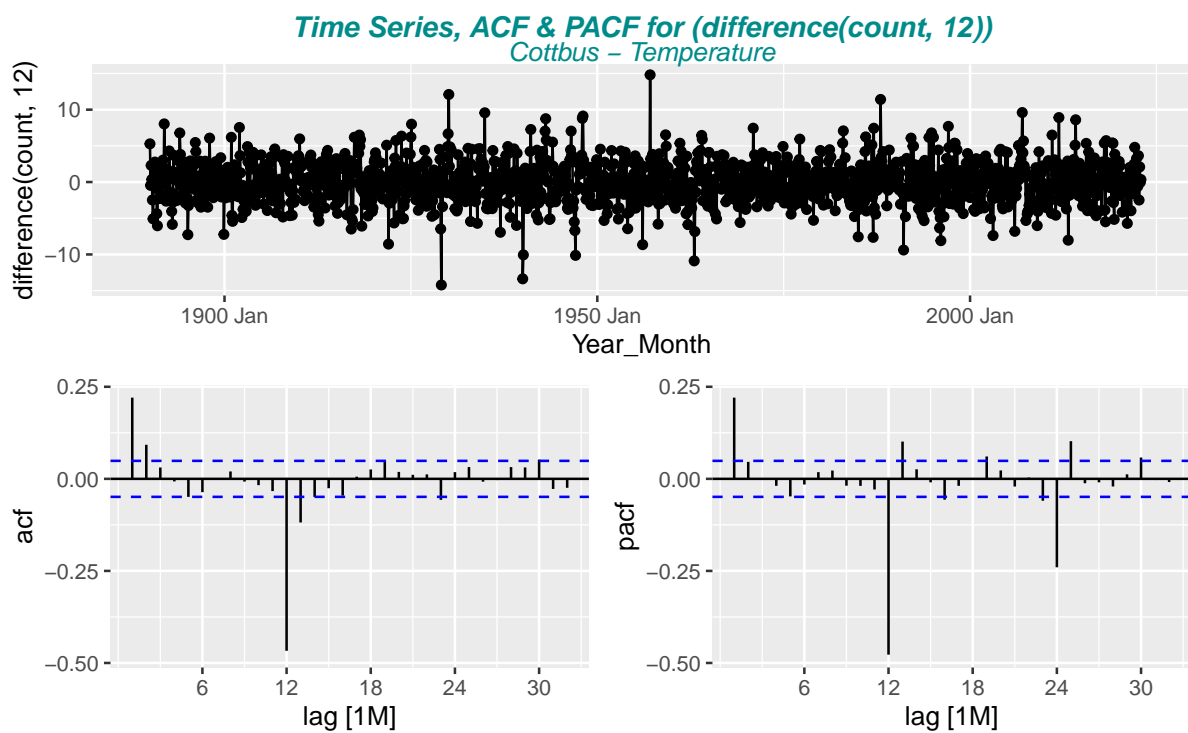 Time Series, ACF & PACF for (difference(count, 12))
Cottbus − Temperature
difference(count, 12)
10
0
−10
1900 Jan
1950 Jan
2000 Jan
Year_Month
acf
0.25
0.00
−0.25
−0.50
6
12
18
24
30
lag [1M]
pacf
0.25
0.00
−0.25
−0.50
6
12
18
24
30
lag [1M]